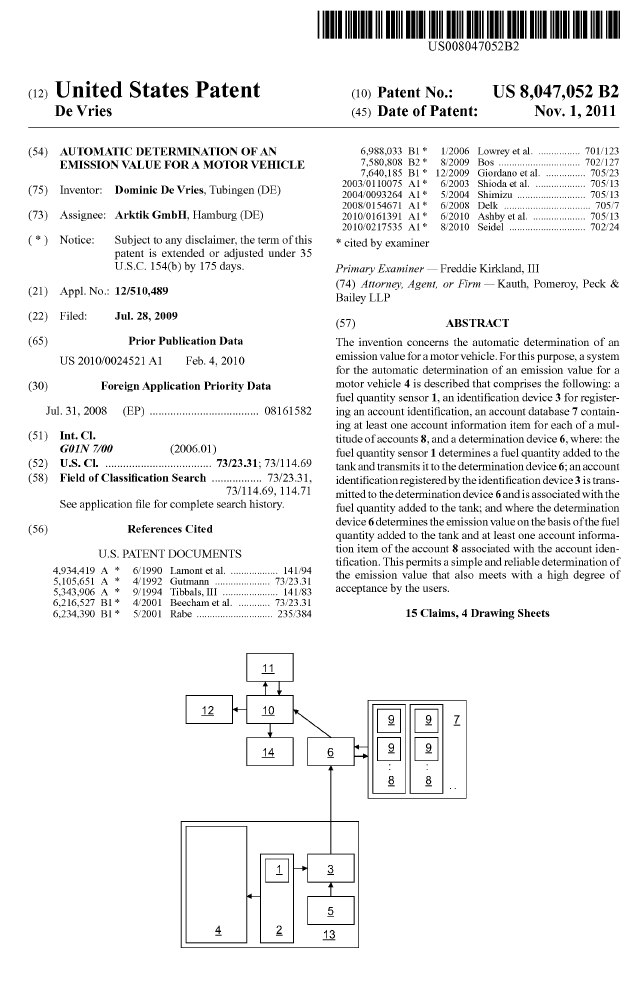 US008047052B2
(12) United States Patent
De Vries
(10) Patent No.: US 8,047,052 B2
(45) Date of Patent: Nov. 1, 2011
(54) AUTOMATIC DETERMINATION OF AN
EMISSION VALUE FOR A MOTOR VEHICLE
(75) Inventor: Dominic De Vries, Tubingen (DE)
(73) Assignee: Arktik GmbH, Hamburg (DE)
( * ) Notice: Subject to any disclaimer, the term of this
patent is extended or adjusted under 35
U.S.C. 154(b) by 175 days.
(21) Appl. No.: 12/510,489
(22) Filed: Jul. 28, 2009
(65) Prior Publication Data
US 2010/0024521 A1 Feb. 4, 2010
(30) Foreign Application Priority Data
Jul. 31, 2008 (EP) .................................... 08161582
(51) Int. Cl.
G01N 7/00 (2006.01)
(52) U.S. Cl. ................................... 73/23.31; 73/114.69
(58) Field of Classification Search ................ 73/23.31,
73/114.69, 114.71
See application file for complete search history.
(56) References Cited
U.S. PATENT DOCUMENTS
4,934,419 A * 6/1990 Lamont et al. ................. 141/94
5,105,651 A * 4/1992 Gutmann ...................... 73/23.31
5,343,906 A * 9/1994 Tibbals, III .................... 141/83
6,216,527 B1 * 4/2001 Beecham et al. ........... 73/23.31
6,234,390 B1 * 5/2001 Rabe ........................... 235/384
6,988,033 B1 * 1/2006 Lowrey et al. ............... 701/123
7,580,808 B2 * 8/2009 Bos ............................. 702/127
7,640,185 B1 * 12/2009 Giordano et al. ............. 705/23
2003/0110075 A1 * 6/2003 Shioda et al. .................. 705/13
2004/0093264 A1 * 5/2004 Shimizu ........................ 705/13
2008/0154671 A1 * 6/2008 Delk ............................... 705/7
2010/0161391 A1 * 6/2010 Ashby et al. ................... 705/13
2010/0217535 A1 * 8/2010 Seidel ........................... 702/24
* cited by examiner
Primary Examiner — Freddie Kirkland, III
(74) Attorney, Agent, or Firm — Kauth, Pomeroy, Peck &
Bailey LLP
(57) ABSTRACT
The invention concerns the automatic determination of an
emission value for a motor vehicle. For this purpose, a system
for the automatic determination of an emission value for a
motor vehicle 4 is described that comprises the following: a
fuel quantity sensor 1, an identification device 3 for register-
ing an account identification, an account database 7 contain-
ing at least one account information item for each of a mul-
titude of accounts 8, and a determination device 6, where: the
fuel quantity sensor 1 determines a fuel quantity added to the
tank and transmits it to the determination device 6; an account
identification registered by the identification device 3 is trans-
mitted to the determination device 6 and is associated with the
fuel quantity added to the tank; and where the determination
device 6 determines the emission value on the basis of the fuel
quantity added to the tank and at least one account informa-
tion item of the account 8 associated with the account iden-
tification. This permits a simple and reliable determination of
the emission value that also meets with a high degree of
acceptance by the users.
15 Claims, 4 Drawing Sheets
11
12 10
14
6
9 9 7
9 9
8 8
1
3
5
4 2 13